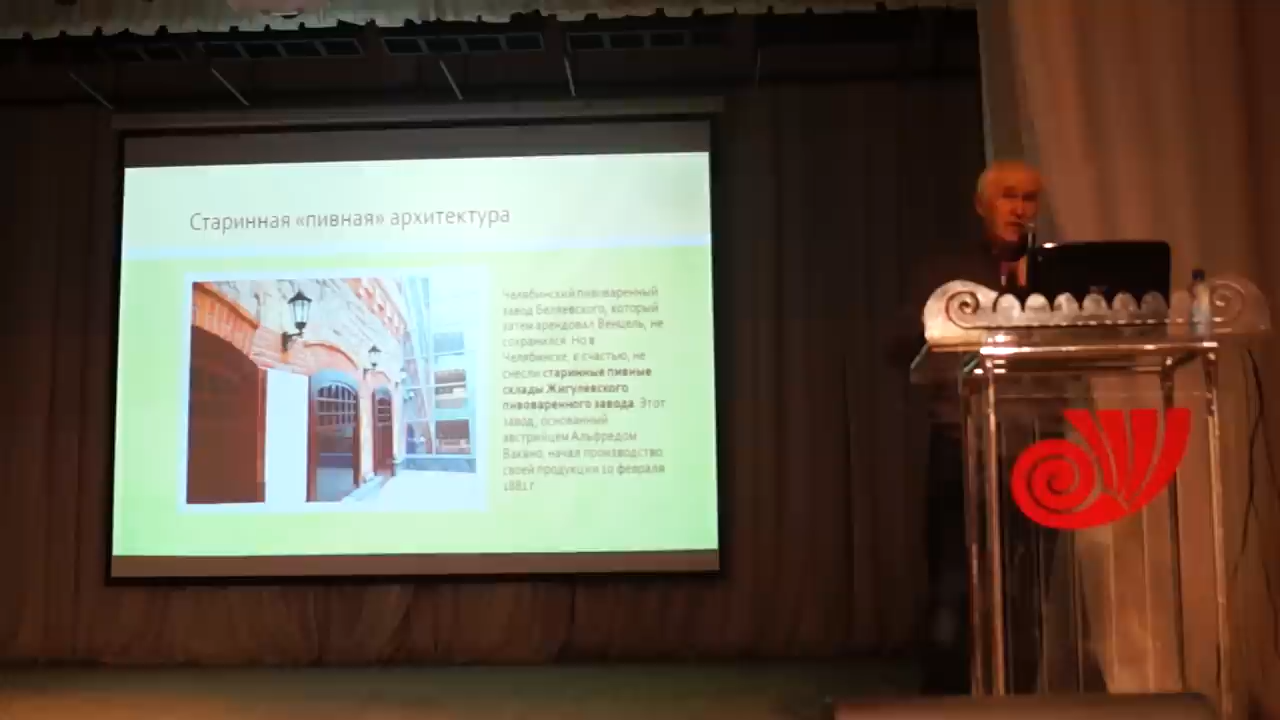 Старинная «пивная» архитектура
Челябинский пивоваренный
завод Беляевского, который
затем арендовал Венцель, не
сохранился. Но в
Челябинске, к счастью, не
снесли старинные пивные
склады Жигулевского
пивоваренного завода. Этот
завод, основанный
австрийцем Альфредом
Вакано, начал производство
своей продукции 10 февраля
1881 г